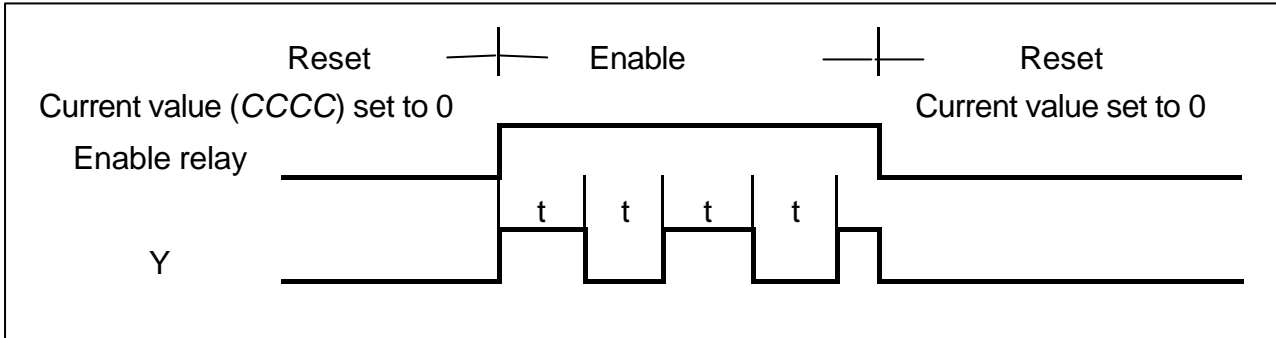 Reset Enable Reset
Current value (CCCC) set to 0 Current value set to 0
Enable relay
t t t t
Y